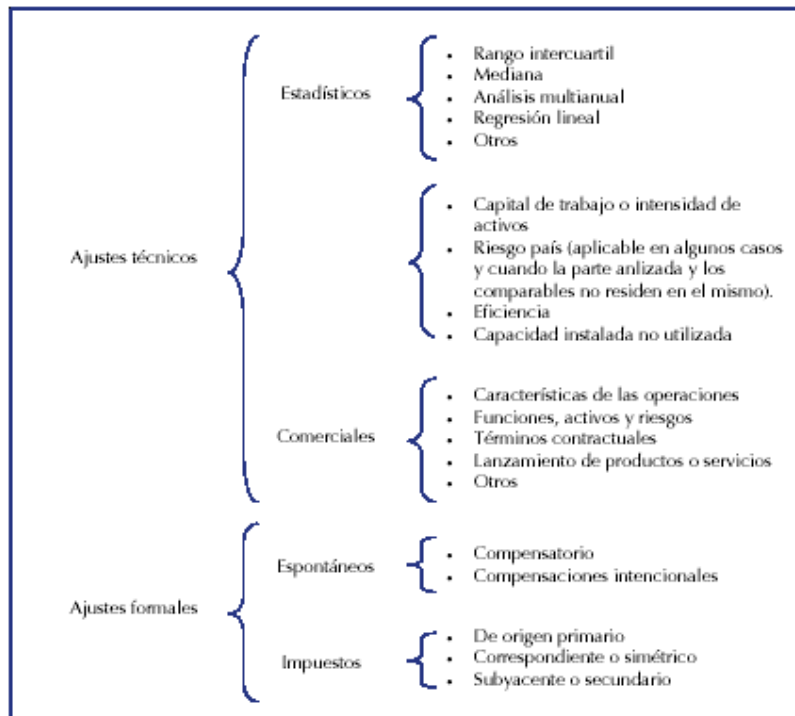 Estadísticos
• Rango intercuartil
• Mediana
• Análisis multianual
• Regresión lineal
• Otros
Ajustes técnicos
• Capital de trabajo o intensidad de
activos
• Riesgo país (aplicable en algunos casos
y cuando la parte anlizada y los
comparables no residen en el mismo).
• Eficiencia
• Capacidad instalada no utilizada
Comerciales
• Características de las operaciones
• Funciones, activos y riesgos
• Términos contractuales
• Lanzamiento de productos o servicios
• Otros
Ajustes formales
Espontáneos
• Compensatorio
• Compensaciones intencionales
Impuestos
• De origen primario
• Correspondiente o simétrico
• Subyacente o secundario